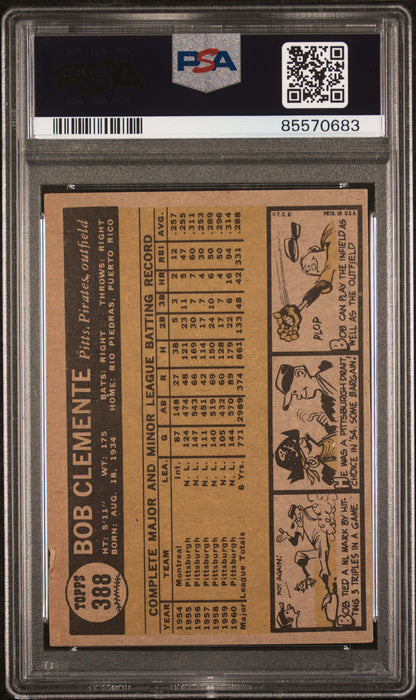 PSA
PSA
85570683
TOPPS
388
BOB CLEMENTE
Pitts. Pirates, outfield
HT: 5'11" WT: 175 BATS: RIGHT THROWS: RIGHT
BORN: AUG. 18, 1934 HOME: RIO PIEDRAS, PUERTO RICO
COMPLETE MAJOR AND MINOR LEAGUE BATTING RECORD
YEAR TEAM LEA. G AB R H 2B 3B HR RBI AVG.
1954 Montreal Int. 87 148 27 38 5 3 2 12 .257
1955 Pittsburgh N. L. 124 474 48 121 23 11 5 47 .255
1956 Pittsburgh N. L. 147 543 66 169 30 7 7 60 .311
1957 Pittsburgh N. L. 111 451 42 114 17 7 4 30 .253
1958 Pittsburgh N. L. 140 519 69 150 24 10 6 50 .289
1959 Pittsburgh N. L. 105 432 60 128 17 7 4 50 .296
1960 Pittsburgh N. L. 144 570 89 179 22 6 16 94 .314
Major League Totals 6 Yrs. 771 2989 374 861 133 48 42 331 .288
NOT AGAIN!
BOB TIED A NL MARK BY HIT-
TING 3 TRIPLES IN A GAME.
HE WAS A PITTSBURGH DRAFT
CHOICE IN '54. SOME BARGAIN!
PLOP
BOB CAN PLAY THE INFIELD AS
WELL AS THE OUTFIELD
© T. C. G. PRTD. IN U.S.A.